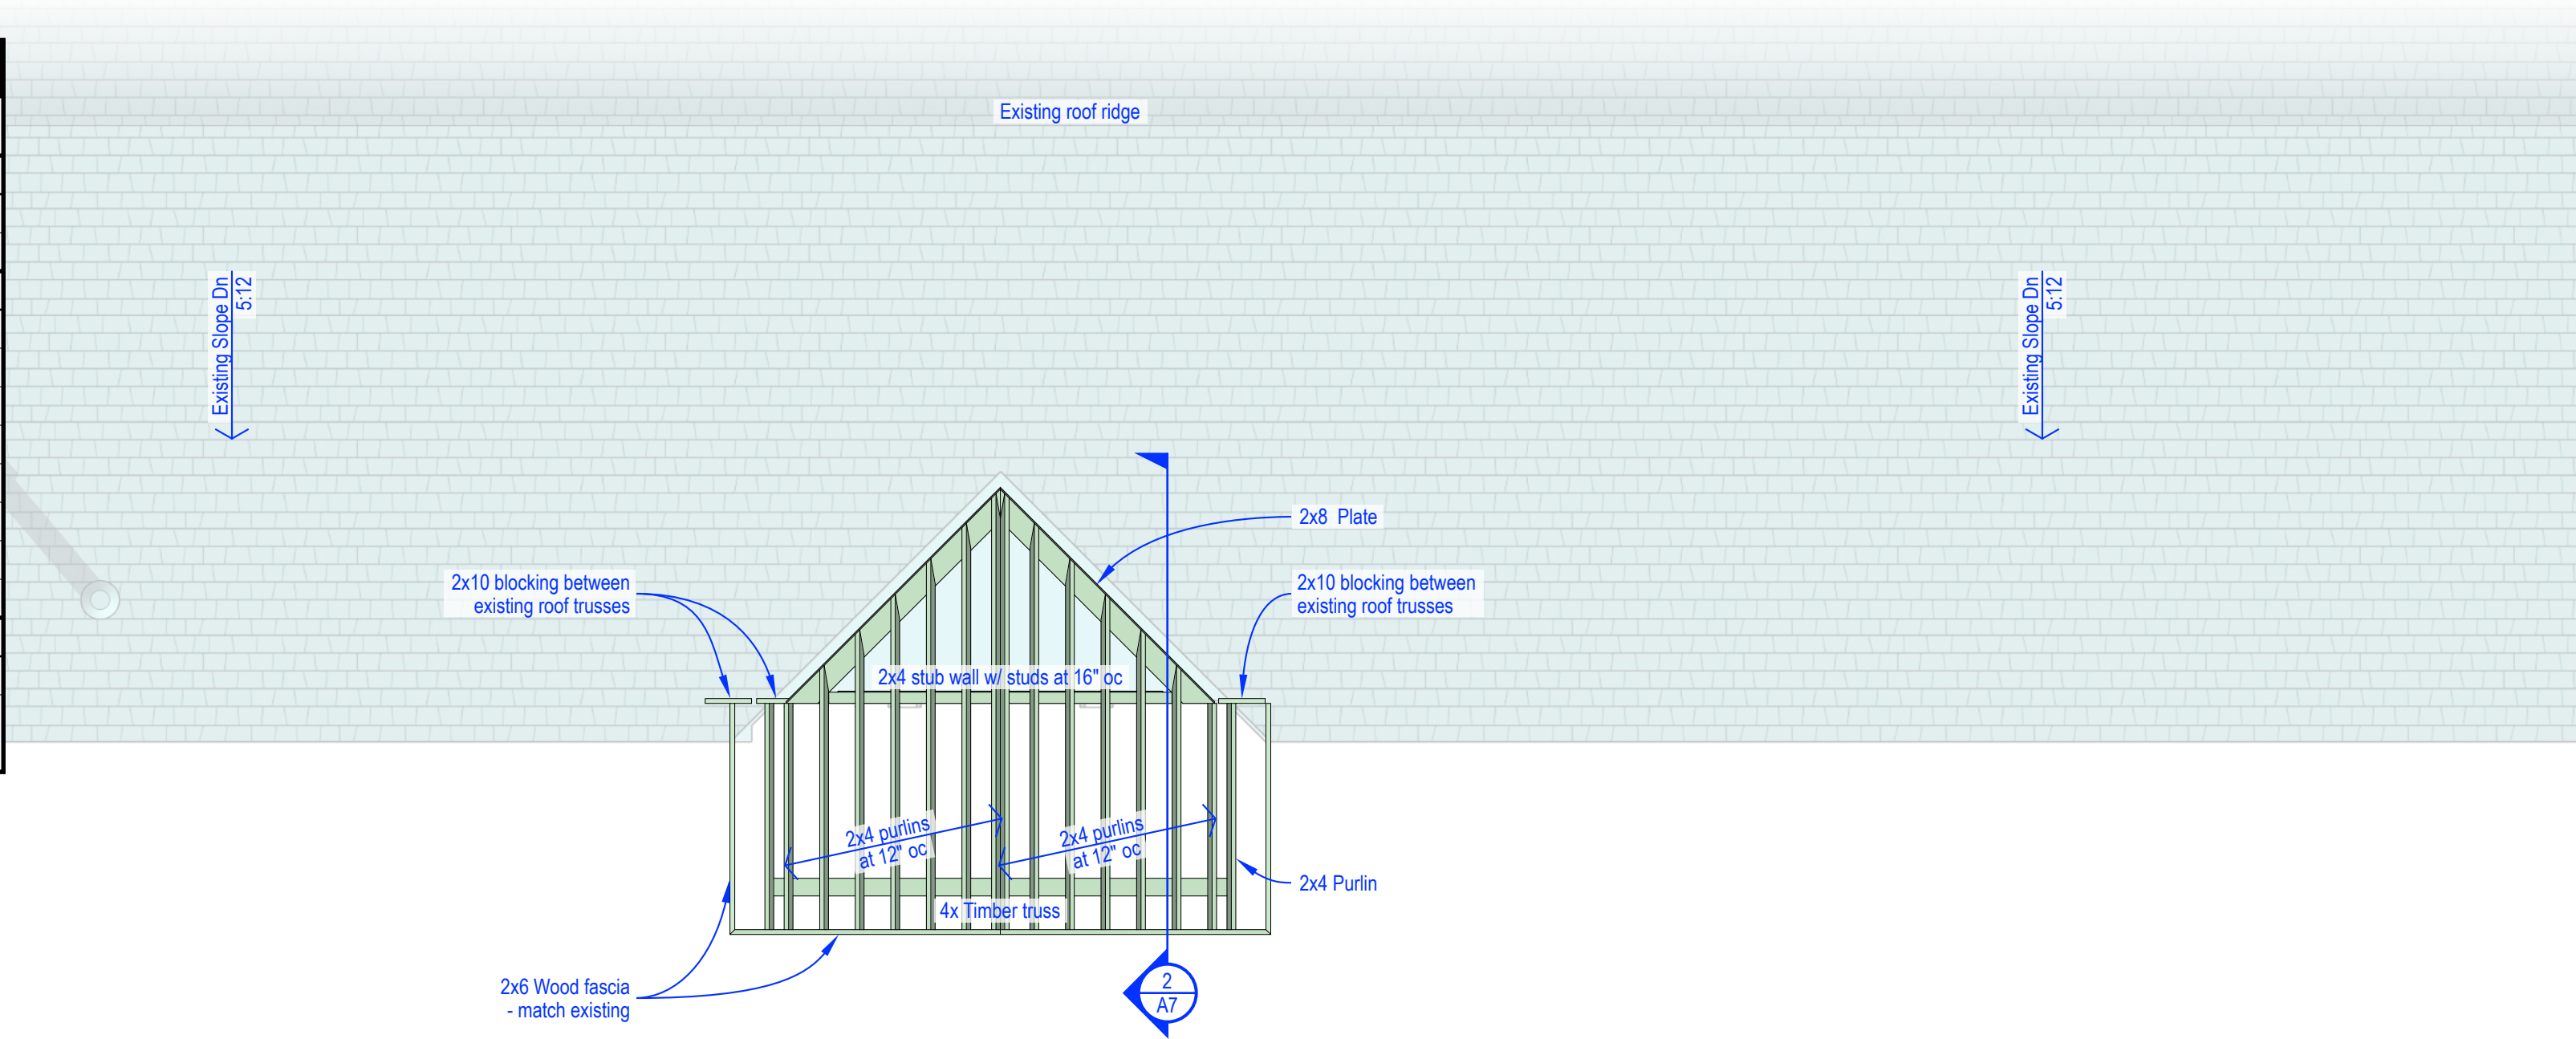 Existing roof ridge
Existing Slope Dn
5:12
Existing Slope Dn
5:12
2x8 Plate
2x10 blocking between
existing roof trusses
2x10 blocking between
existing roof trusses
2x4 stub wall w/ studs at 16" oc
2x4 purlins
at 12" oc
2x4 purlins
at 12" oc
2x4 Purlin
4x Timber truss
2x6 Wood fascia
- match existing
2
A7